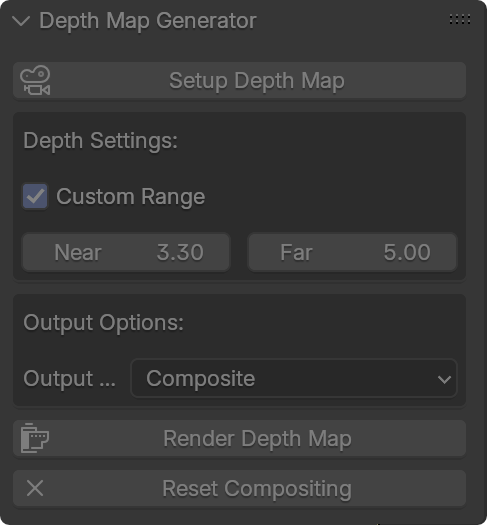 Depth Map Generator
Setup Depth Map
Depth Settings:
Custom Range
Near 3.30 Far 5.00
Output Options:
Output ... Composite
Render Depth Map
Reset Compositing